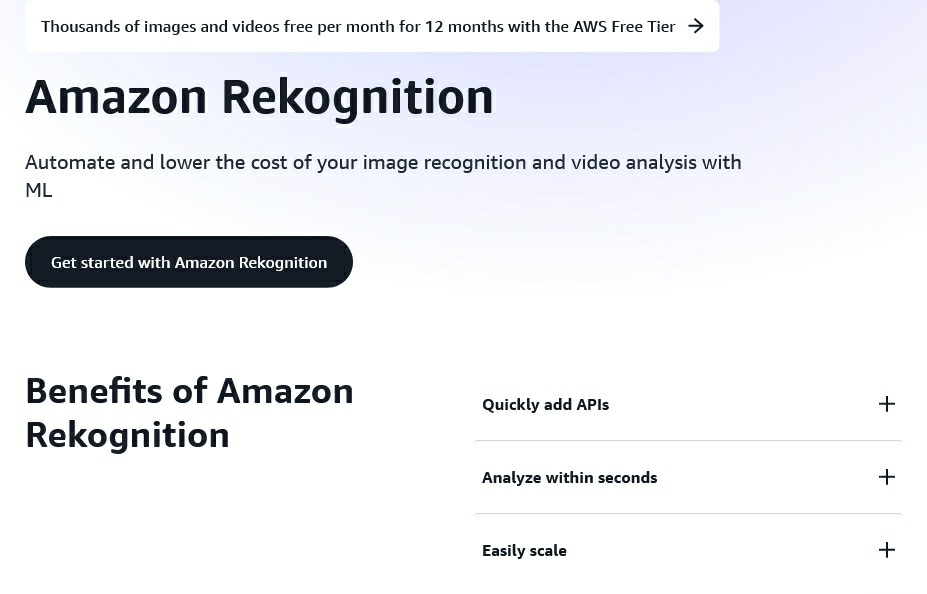 Thousands of images and videos free per month for 12 months with the AWS Free Tier
Amazon Rekognition
Automate and lower the cost of your image recognition and video analysis with
ML
Get started with Amazon Rekognition
Benefits of Amazon
Rekognition
Quickly add APIs
Analyze within seconds
Easily scale